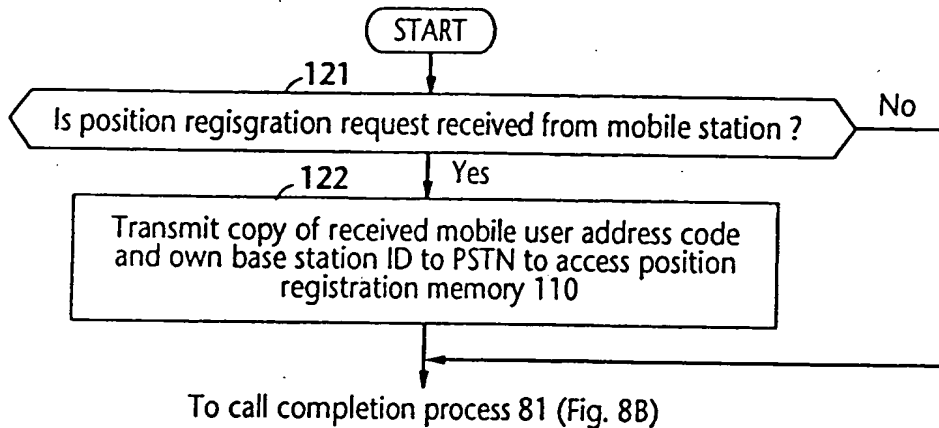 START
121
Is position regisgration request received from mobile station ?
No
Yes
122
Transmit copy of received mobile user address code
and own base station ID to PSTN to access position
registration memory 110
To call completion process 81 (Fig. 8B)